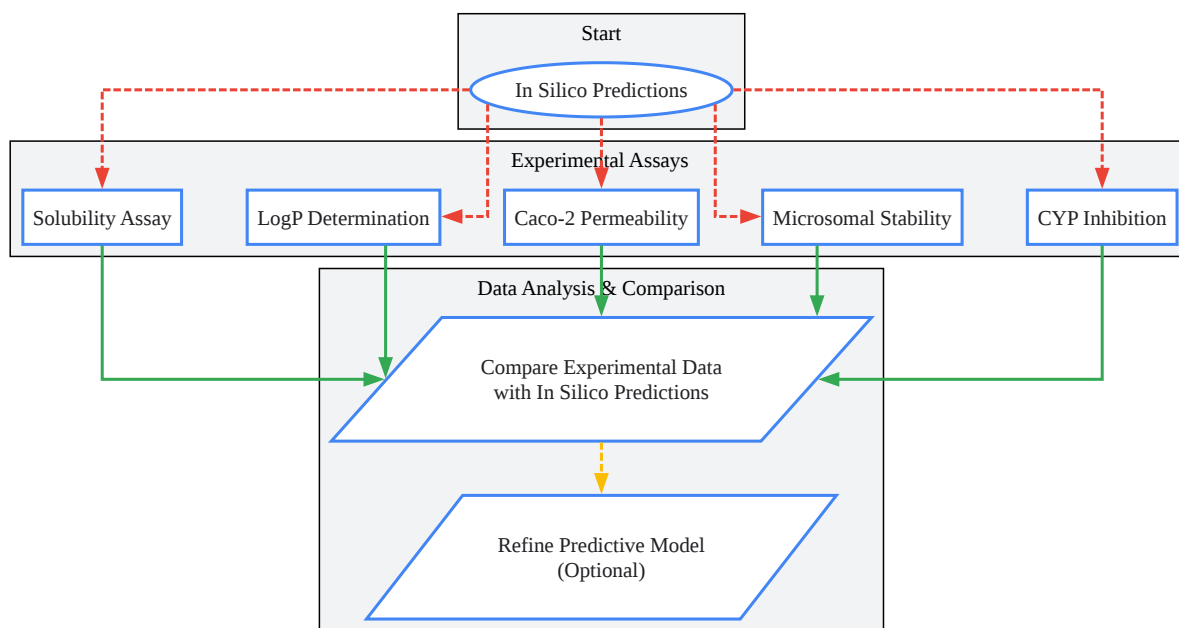 Start
In Silico Predictions
Experimental Assays
Solubility Assay
LogP Determination
Caco-2 Permeability
Microsomal Stability
CYP Inhibition
Data Analysis & Comparison
Compare Experimental Data
with In Silico Predictions
Refine Predictive Model
(Optional)